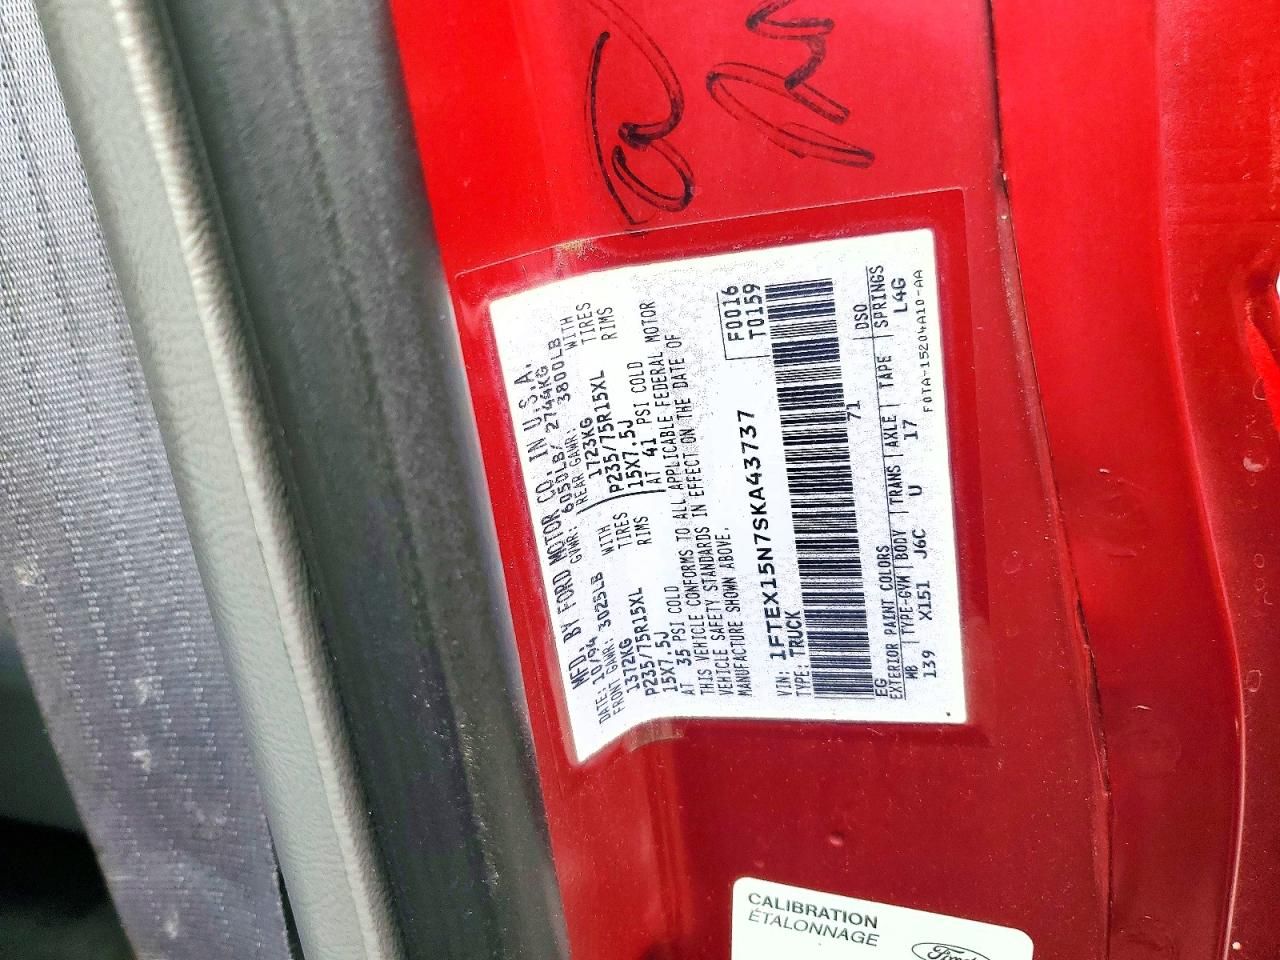 MFD. BY FORD MOTOR CO. IN U.S.A.
DATE: 10/94 GVWR: 6050LB/ 2744KG
FRONT GAWR: 3025LB REAR GAWR: 3800LB
1372KG WITH 1723KG WITH
P235/75R15XL TIRES P235/75R15XL TIRES
15X7.5J RIMS 15X7.5J RIMS
AT 35 PSI COLD AT 41 PSI COLD
THIS VEHICLE CONFORMS TO ALL APPLICABLE FEDERAL MOTOR
VEHICLE SAFETY STANDARDS IN EFFECT ON THE DATE OF
MANUFACTURE SHOWN ABOVE.
F0016
VIN: 1FTEX15N7SKA43737 T0159
TYPE: TRUCK
EG 71
EXTERIOR PAINT COLORS DSO
WB TYPE-GVW BODY TRANS AXLE TAPE SPRINGS
139 X151 J6C U 17 L4G
F0TA-15204A10-AA
CALIBRATION
ÉTALONNAGE
Ford